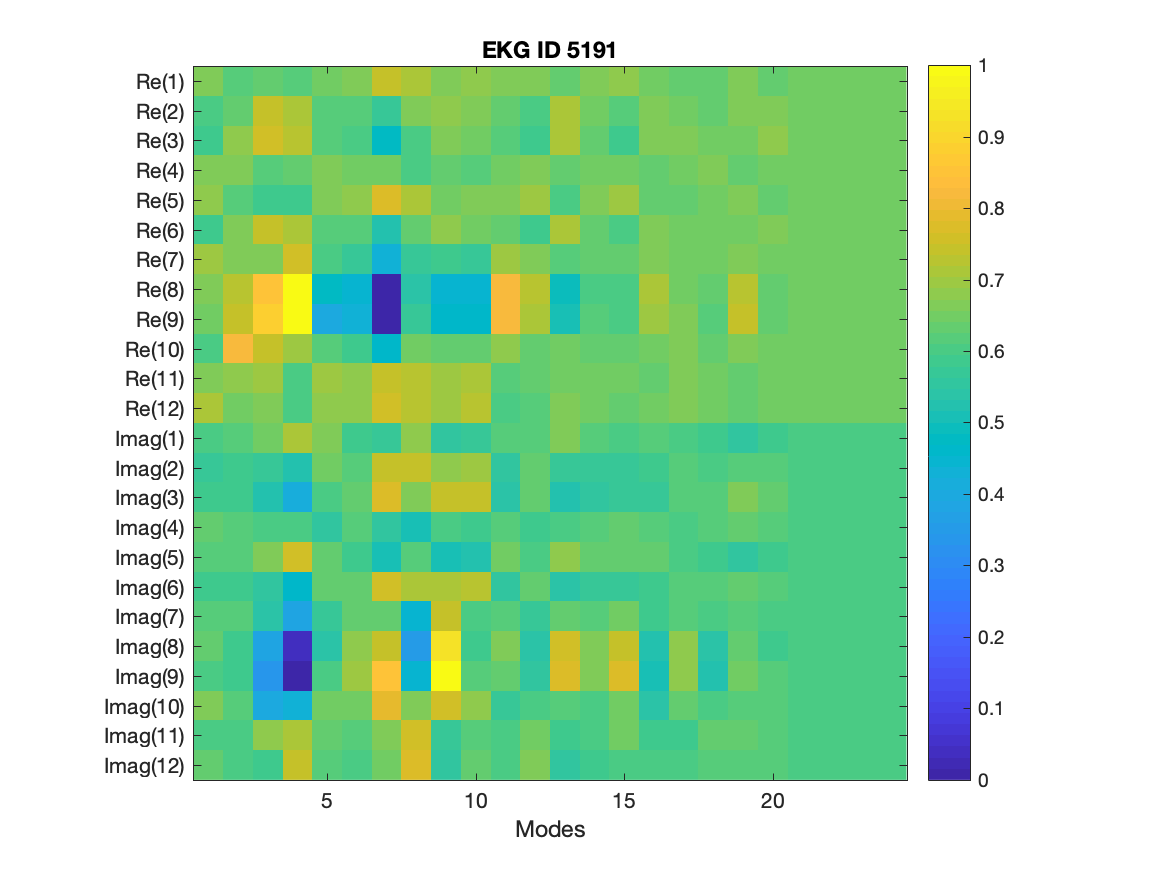 EKG ID 5191
Re(1)
Re(2)
Re(3)
Re(4)
Re(5)
Re(6)
Re(7)
Re(8)
Re(9)
Re(10)
Re(11)
Re(12)
Imag(1)
Imag(2)
Imag(3)
Imag(4)
Imag(5)
Imag(6)
Imag(7)
Imag(8)
Imag(9)
Imag(10)
Imag(11)
Imag(12)
5 10 15 20
Modes
1
0.9
0.8
0.7
0.6
0.5
0.4
0.3
0.2
0.1
0